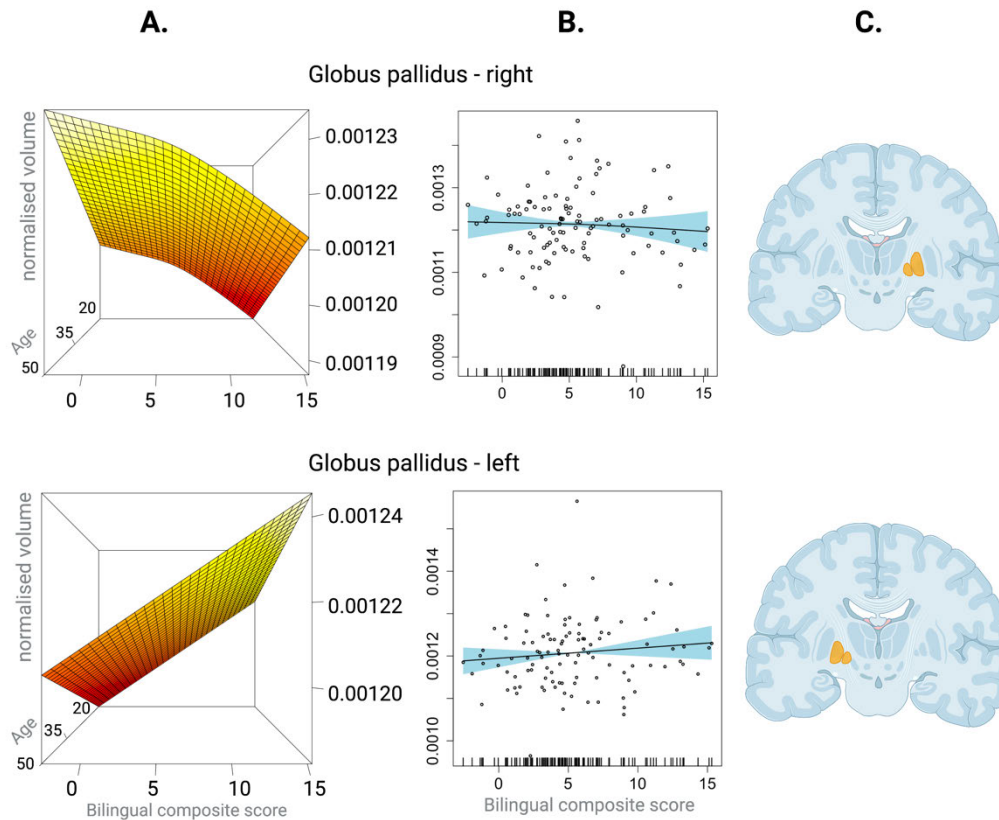 A. B. C.
Globus pallidus - right
normalised volume
0.00123
0.00122
0.00121
0.00120
0.00119
Age
20
35
50
0 5 10 15
0.0013
0.0011
0.0009
0 5 10 15
Globus pallidus - left
normalised volume
0.00124
0.00122
0.00120
Age
20
35
50
0 5 10 15
Bilingual composite score
0.0014
0.0012
0.0010
0 5 10 15
Bilingual composite score